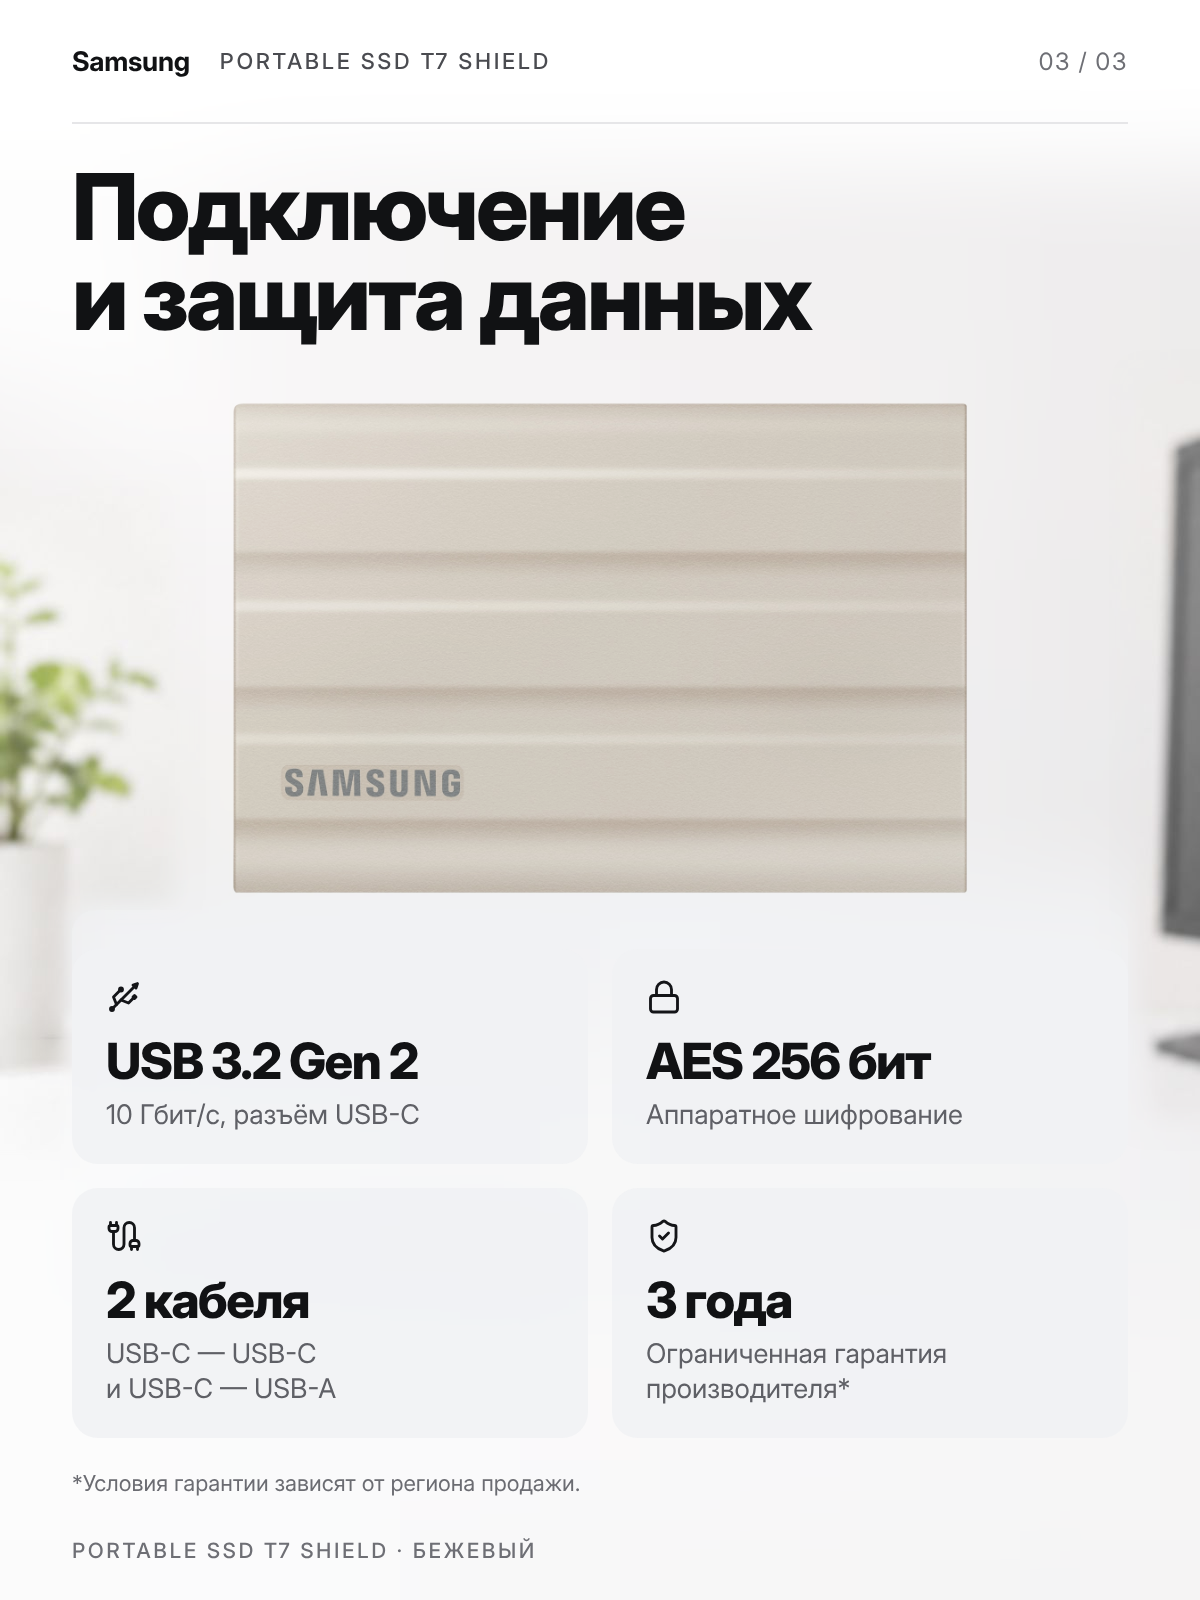 Samsung PORTABLE SSD T7 SHIELD 03 / 03
Подключение
и защита данных
SAMSUNG
USB 3.2 Gen 2
10 Гбит/с, разъём USB-C
AES 256 бит
Аппаратное шифрование
2 кабеля
USB-C — USB-C
и USB-C — USB-A
3 года
Ограниченная гарантия
производителя*
*Условия гарантии зависят от региона продажи.
PORTABLE SSD T7 SHIELD · БЕЖЕВЫЙ